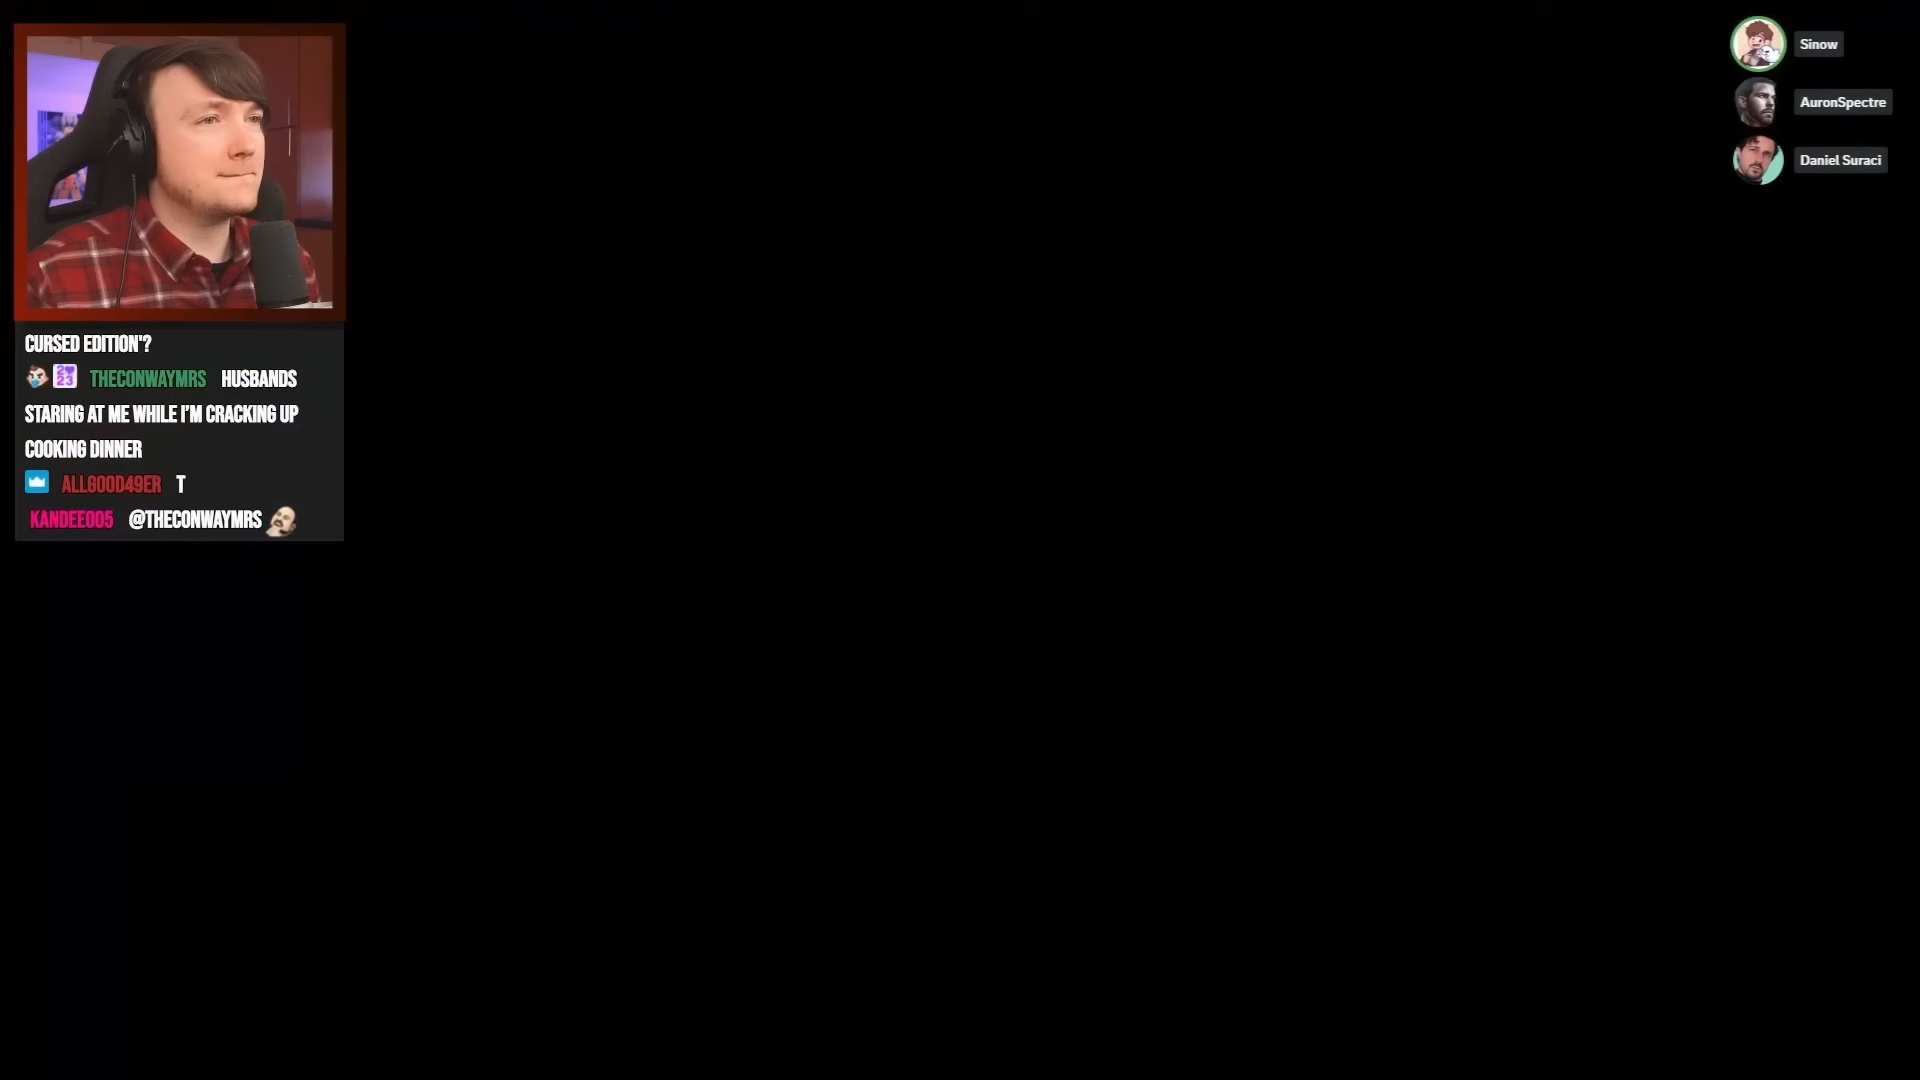 Sinow
AuronSpectre
Daniel Suraci
CURSED EDITION'?
THECONWAYMRS HUSBANDS
STARING AT ME WHILE I'M CRACKING UP
COOKING DINNER
ALLGOOD49ER T
KANDEE005 @THECONWAYMRS